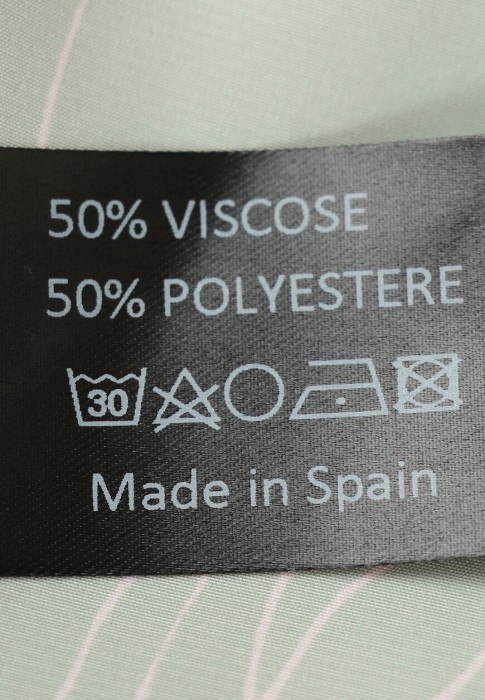 50% VISCOSE
50% POLYESTERE
30
Made in Spain